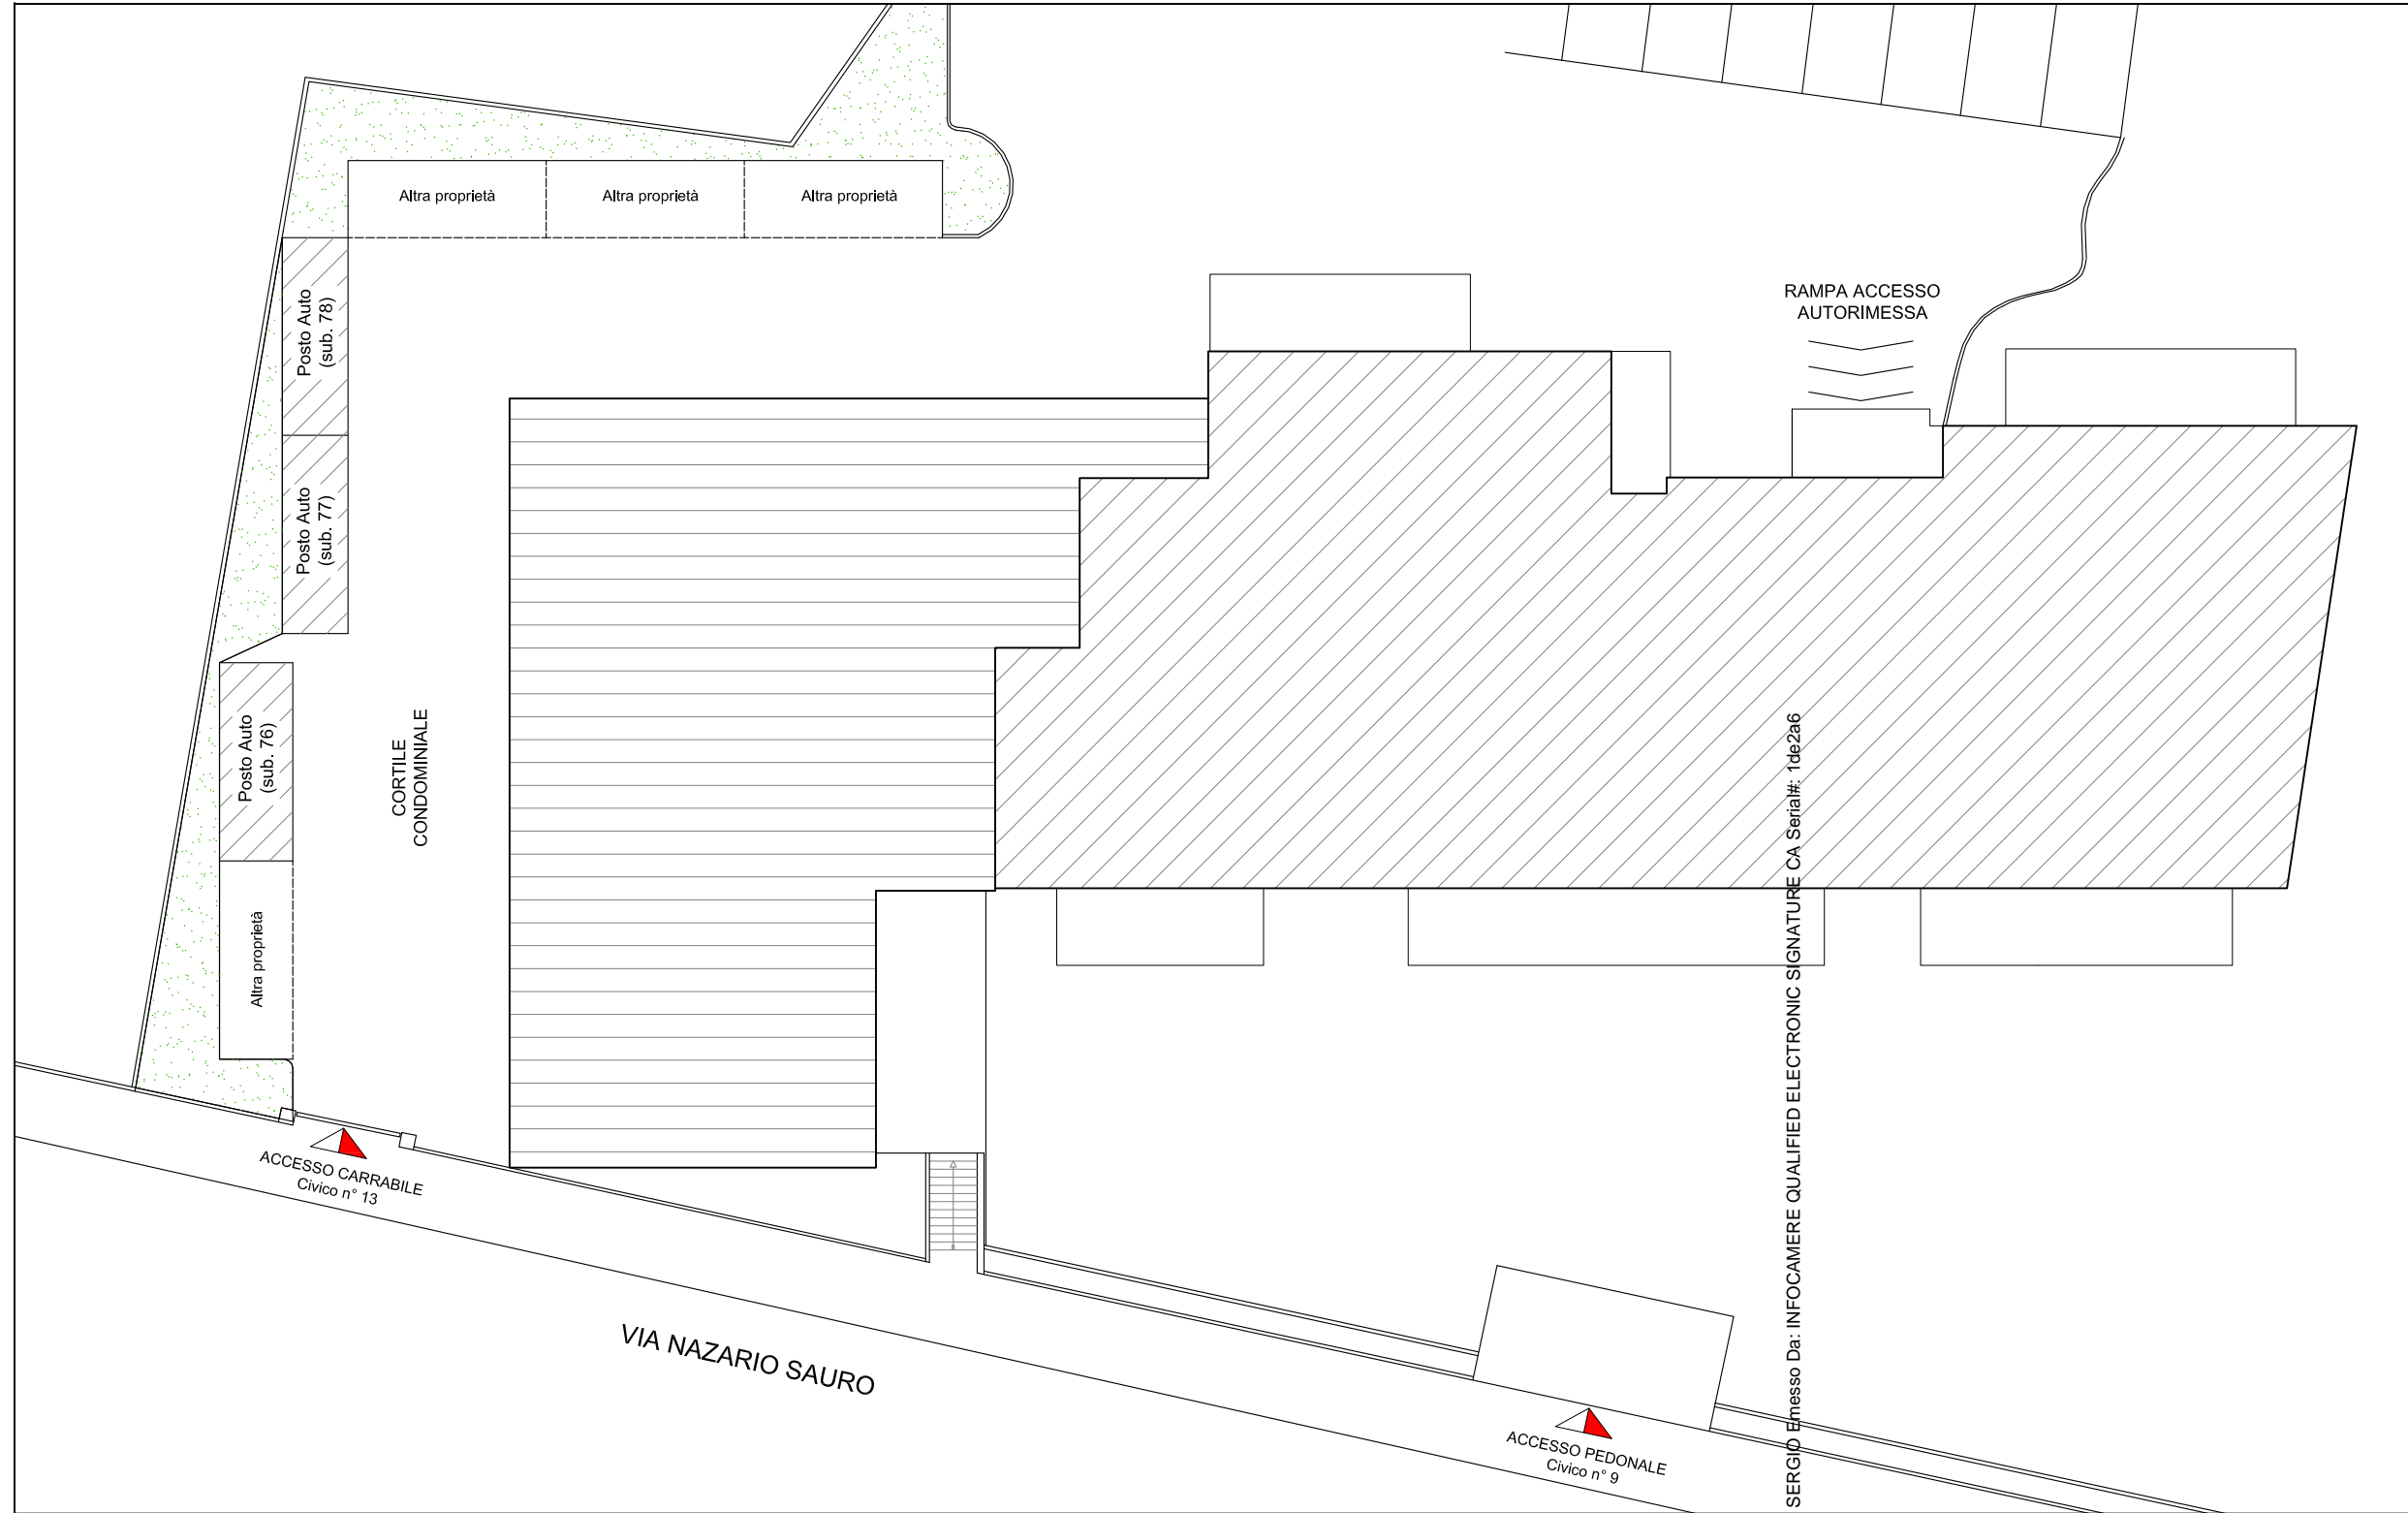 Altra proprietà
Altra proprietà
Altra proprietà
Posto Auto
(sub. 78)
RAMPA ACCESSO
AUTORIMESSA
Posto Auto
(sub. 77)
Posto Auto
(sub. 76)
CORTILE
CONDOMINIALE
Altra proprietà
ACCESSO CARRABILE
Civico n° 13
VIA NAZARIO SAURO
ACCESSO PEDONALE
Civico n° 9
SERGIO Emesso Da: INFOCAMERE QUALIFIED ELECTRONIC SIGNATURE CA Serial#: 1de2a6